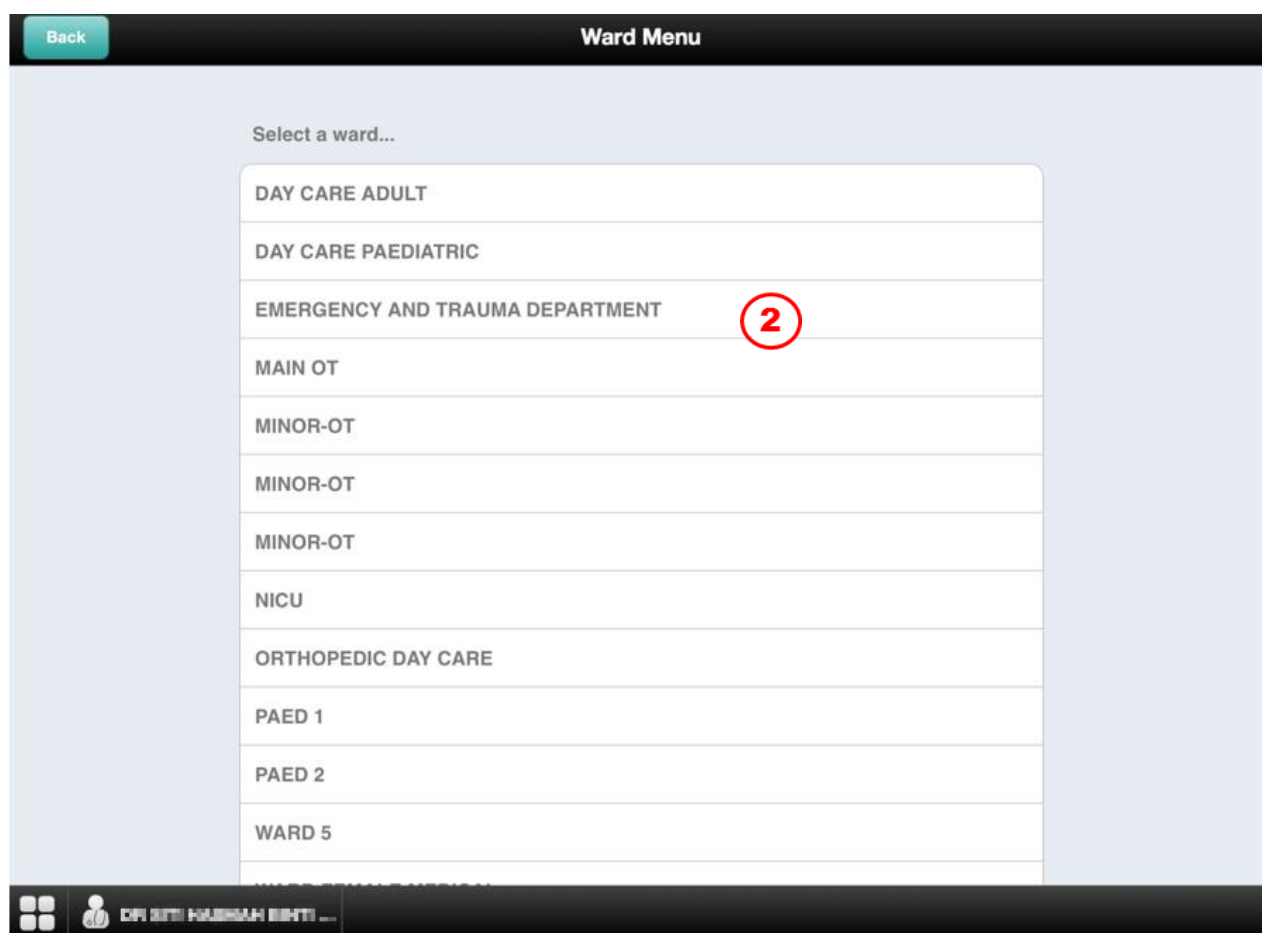 Back
Ward Menu
Select a ward...
DAY CARE ADULT
DAY CARE PAEDIATRIC
EMERGENCY AND TRAUMA DEPARTMENT
2
MAIN OT
MINOR-OT
MINOR-OT
MINOR-OT
NICU
ORTHOPEDIC DAY CARE
PAED 1
PAED 2
WARD 5